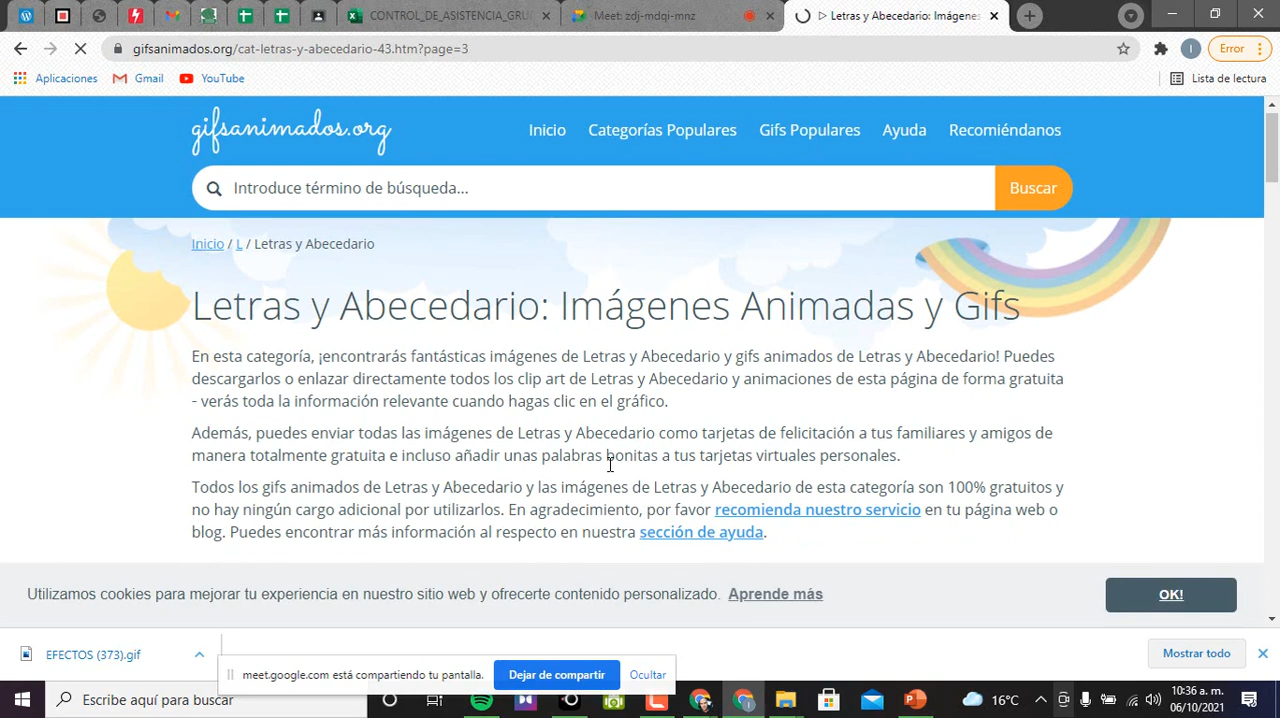 CONTROL_DE_ASISTENCIA_GRU
Meet: zdj-mdqi-mnz
▷ Letras y Abecedario: Imágenes
gifsanimados.org/cat-letras-y-abecedario-43.htm?page=3
I
Error
Aplicaciones
Gmail
YouTube
Lista de lectura
gifsanimados.org
Inicio
Categorías Populares
Gifs Populares
Ayuda
Recomiéndanos
Introduce término de búsqueda...
Buscar
Inicio / L / Letras y Abecedario
Letras y Abecedario: Imágenes Animadas y Gifs
En esta categoría, ¡encontrarás fantásticas imágenes de Letras y Abecedario y gifs animados de Letras y Abecedario! Puedes
descargarlos o enlazar directamente todos los clip art de Letras y Abecedario y animaciones de esta página de forma gratuita
- verás toda la información relevante cuando hagas clic en el gráfico.
Además, puedes enviar todas las imágenes de Letras y Abecedario como tarjetas de felicitación a tus familiares y amigos de
manera totalmente gratuita e incluso añadir unas palabras bonitas a tus tarjetas virtuales personales.
Todos los gifs animados de Letras y Abecedario y las imágenes de Letras y Abecedario de esta categoría son 100% gratuitos y
no hay ningún cargo adicional por utilizarlos. En agradecimiento, por favor recomienda nuestro servicio en tu página web o
blog. Puedes encontrar más información al respecto en nuestra sección de ayuda.
Utilizamos cookies para mejorar tu experiencia en nuestro sitio web y ofrecerte contenido personalizado. Aprende más
OK!
EFECTOS (373).gif
Mostrar todo
meet.google.com está compartiendo tu pantalla.
Dejar de compartir
Ocultar
Escribe aquí para buscar
16°C
10:36 a. m.
06/10/2021